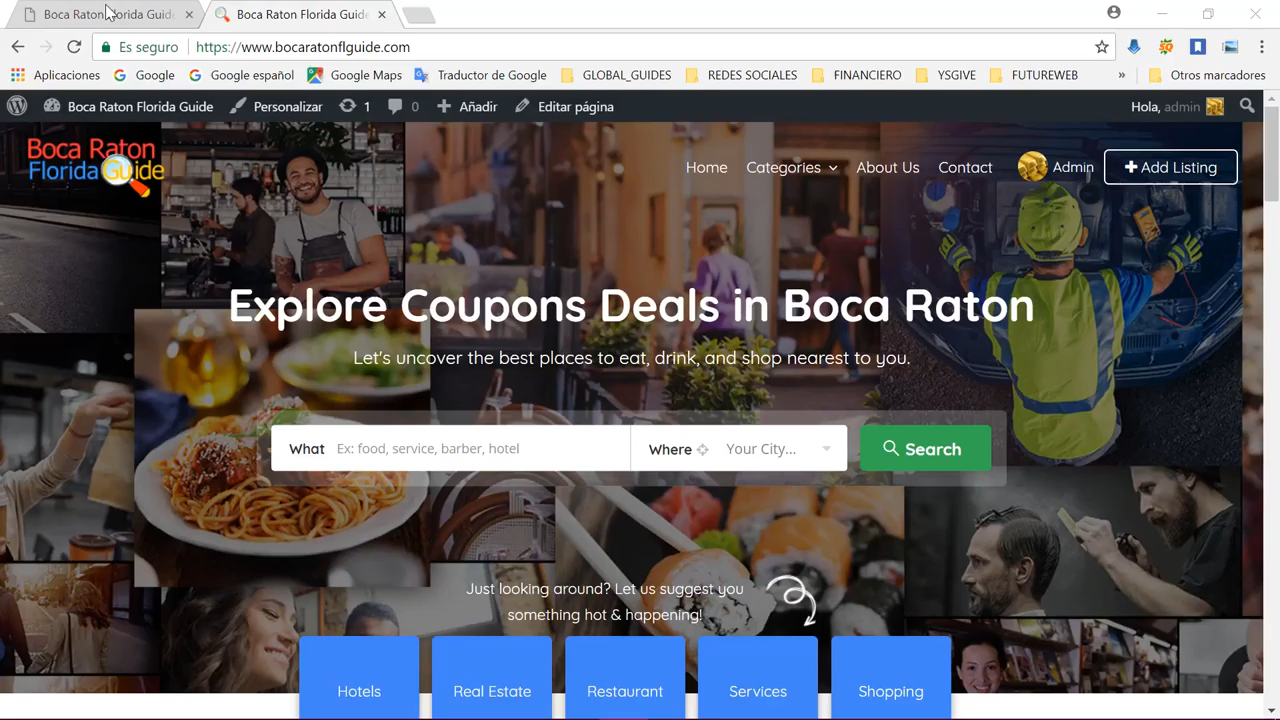 Boca Raton Florida Guide
Boca Raton Florida Guide
Es seguro
https://www.bocaratonflguide.com
Aplicaciones
Google
Google español
Google Maps
Traductor de Google
GLOBAL_GUIDES
REDES SOCIALES
FINANCIERO
YSGIVE
FUTUREWEB
»
Otros marcadores
Boca Raton Florida Guide
Personalizar
1
0
Añadir
Editar página
Hola, admin
Boca Raton
Florida Guide
Home
Categories
About Us
Contact
Admin
+ Add Listing
Explore Coupons Deals in Boca Raton
Let's uncover the best places to eat, drink, and shop nearest to you.
What
Ex: food, service, barber, hotel
Where
Your City...
Search
Just looking around? Let us suggest you
something hot & happening!
Hotels
Real Estate
Restaurant
Services
Shopping